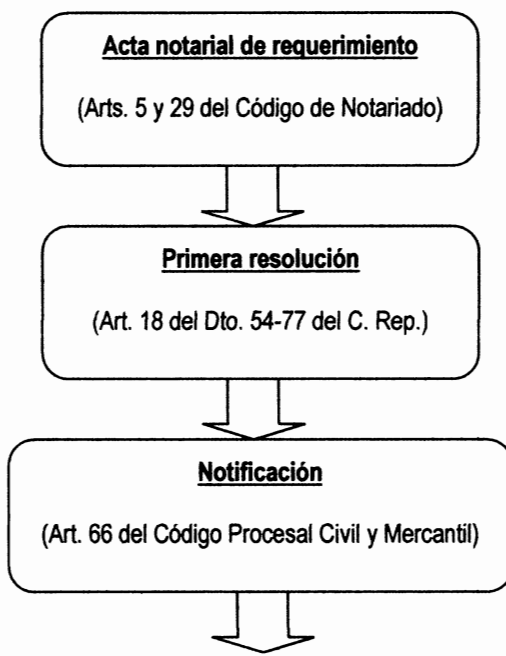 Acta notarial de requerimiento
(Arts. 5 y 29 del Código de Notariado)
Primera resolución
(Art. 18 del Dto. 54-77 del C. Rep.)
Notificación
(Art. 66 del Código Procesal Civil y Mercantil)